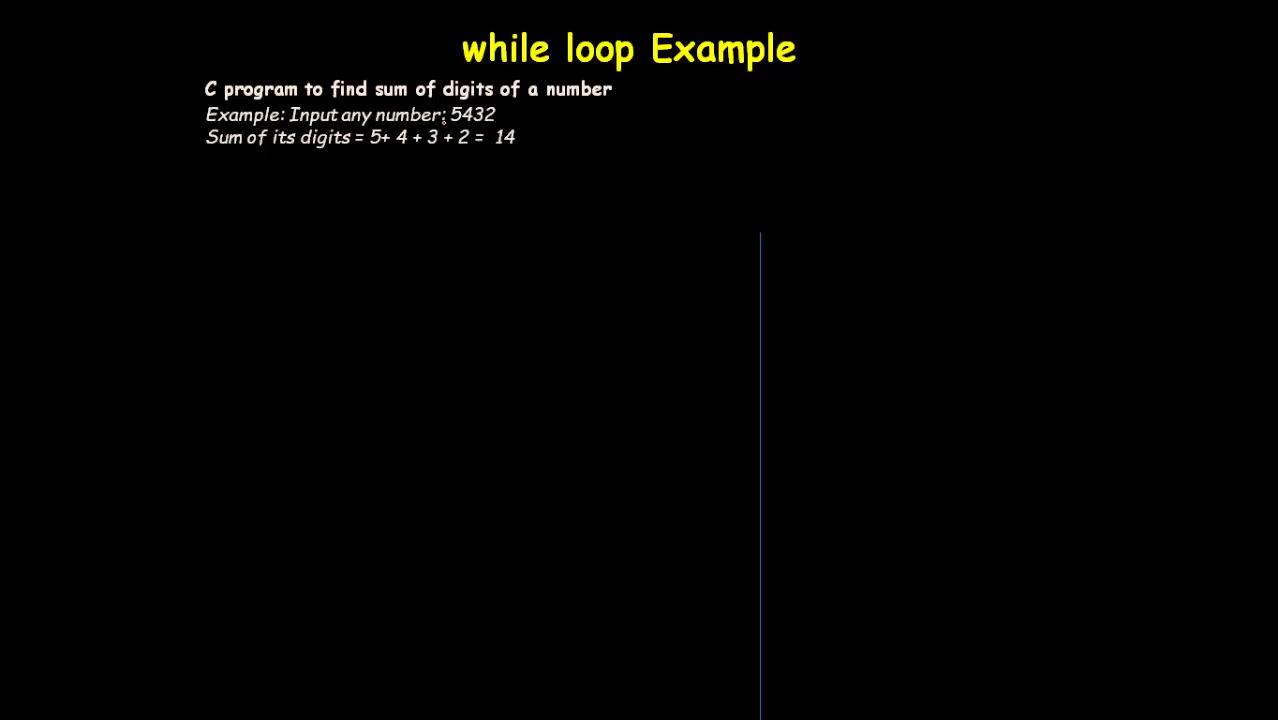 while loop Example
C program to find sum of digits of a number
Example: Input any number: 5432
Sum of its digits = 5+ 4 + 3 + 2 = 14